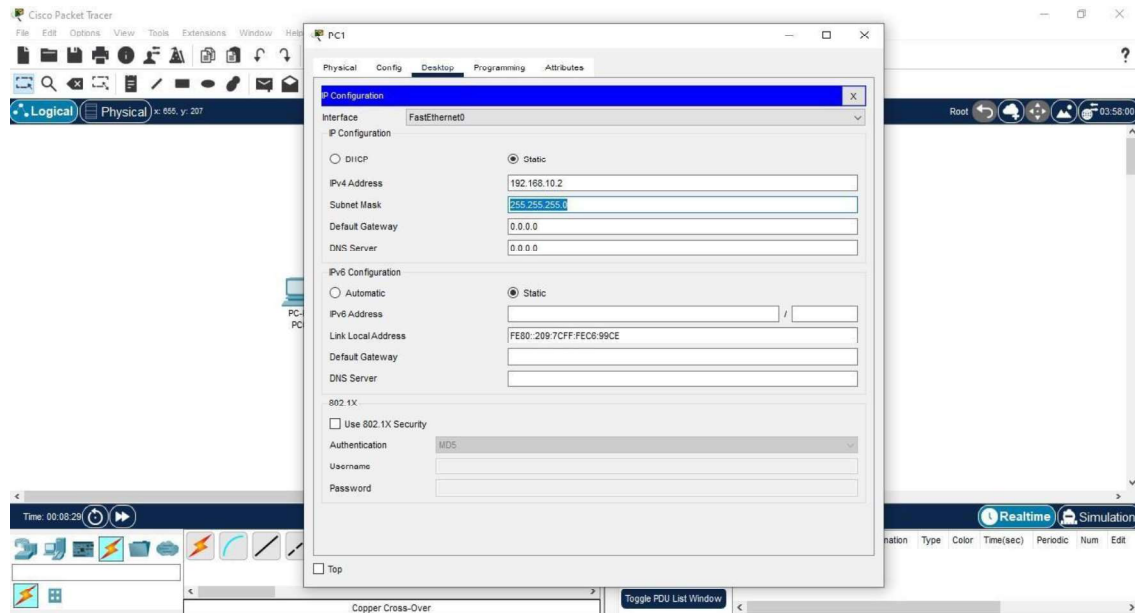 Cisco Packet Tracer
File Edit Options View Tools Extensions Window Help
PC1
Physical Config Desktop Programming Attributes
Logical Physical x: 655, y: 207
Root 03:58:00
IP Configuration X
Interface FastEthernet0
IP Configuration
DHCP Static
IPv4 Address 192.168.10.2
Subnet Mask 255.255.255.0
Default Gateway 0.0.0.0
DNS Server 0.0.0.0
IPv6 Configuration
Automatic Static
IPv6 Address /
Link Local Address FE80::209:7CFF:FEC6:99CE
Default Gateway
DNS Server
802.1X
Use 802.1X Security
Authentication MD5
Username
Password
Top
Time: 00:08:29
Realtime Simulation
Type Color Time(sec) Periodic Num Edit
Toggle PDU List Window
Copper Cross-Over